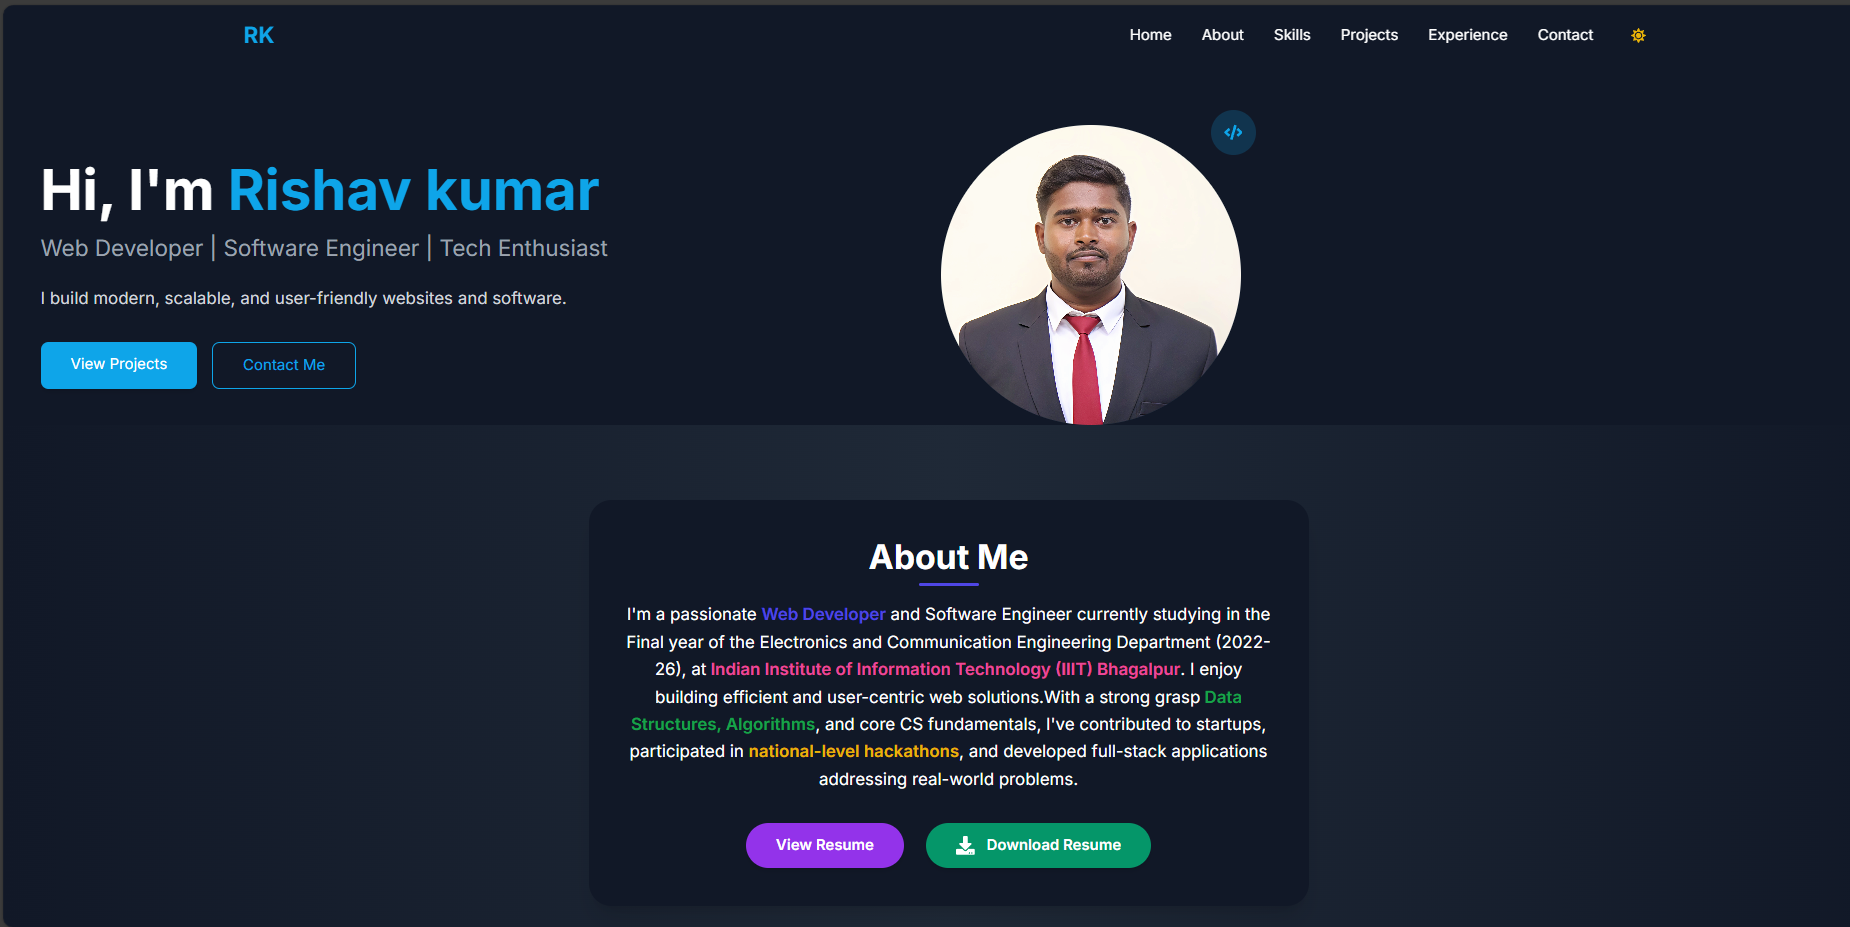 RK
Home About Skills Projects Experience Contact
Hi, I'm Rishav kumar
Web Developer | Software Engineer | Tech Enthusiast
I build modern, scalable, and user-friendly websites and software.
View Projects Contact Me
</>
About Me
I'm a passionate Web Developer and Software Engineer currently studying in the
Final year of the Electronics and Communication Engineering Department (2022-
26), at Indian Institute of Information Technology (IIIT) Bhagalpur. I enjoy
building efficient and user-centric web solutions.With a strong grasp Data
Structures, Algorithms, and core CS fundamentals, I've contributed to startups,
participated in national-level hackathons, and developed full-stack applications
addressing real-world problems.
View Resume Download Resume